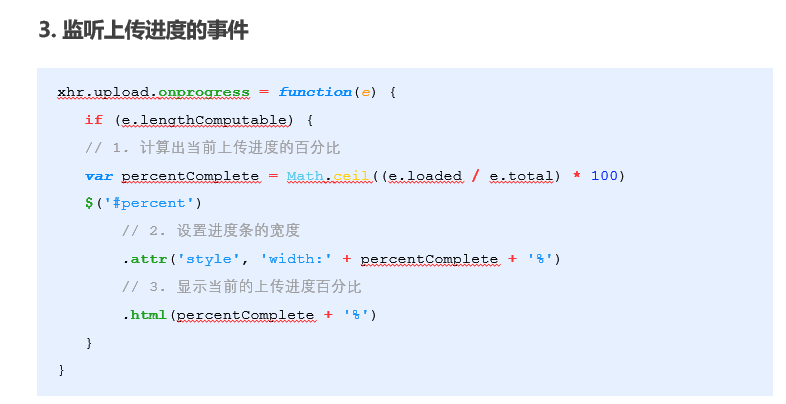 3. 监听上传进度的事件
xhr.upload.onprogress = function(e) {
if (e.lengthComputable) {
// 1. 计算出当前上传进度的百分比
var percentComplete = Math.ceil((e.loaded / e.total) * 100)
$('#percent')
// 2. 设置进度条的宽度
.attr('style', 'width:' + percentComplete + '%')
// 3. 显示当前的上传进度百分比
.html(percentComplete + '%')
}
}